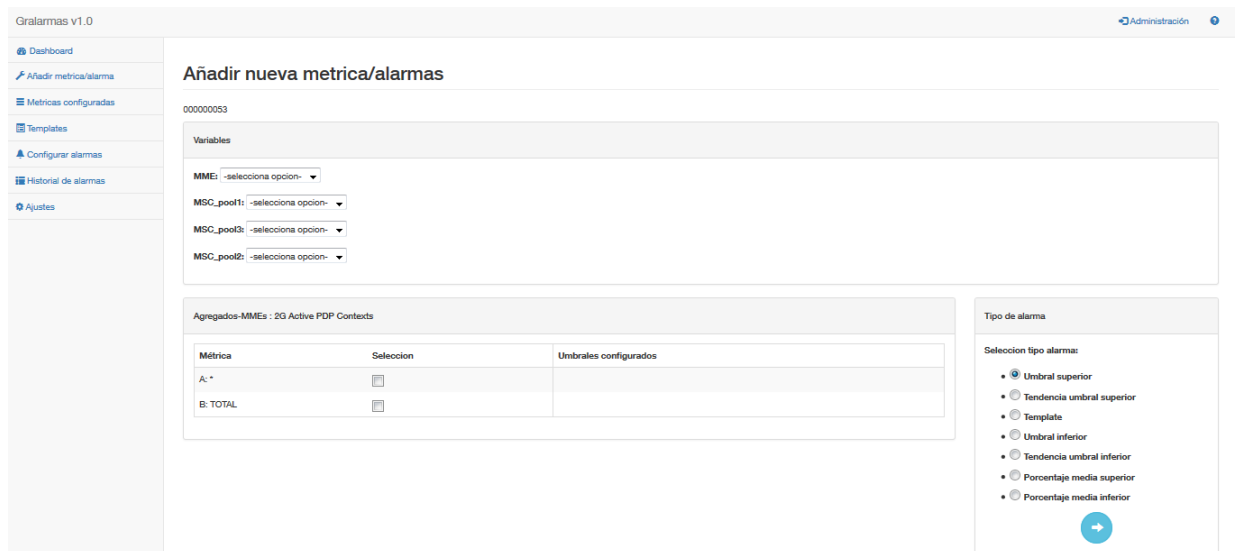 Gralarmas v1.0
Administración
Dashboard
Añadir metrica/alarma
Metricas configuradas
Templates
Configurar alarmas
Historial de alarmas
Ajustes
Añadir nueva metrica/alarmas
000000053
Variables
MME: -selecciona opcion-
MSC_pool1: -selecciona opcion-
MSC_pool3: -selecciona opcion-
MSC_pool2: -selecciona opcion-
Agregados-MMEs : 2G Active PDP Contexts
Métrica Seleccion Umbrales configurados
A: *
B: TOTAL
Tipo de alarma
Seleccion tipo alarma:
Umbral superior
Tendencia umbral superior
Template
Umbral inferior
Tendencia umbral inferior
Porcentaje media superior
Porcentaje media inferior